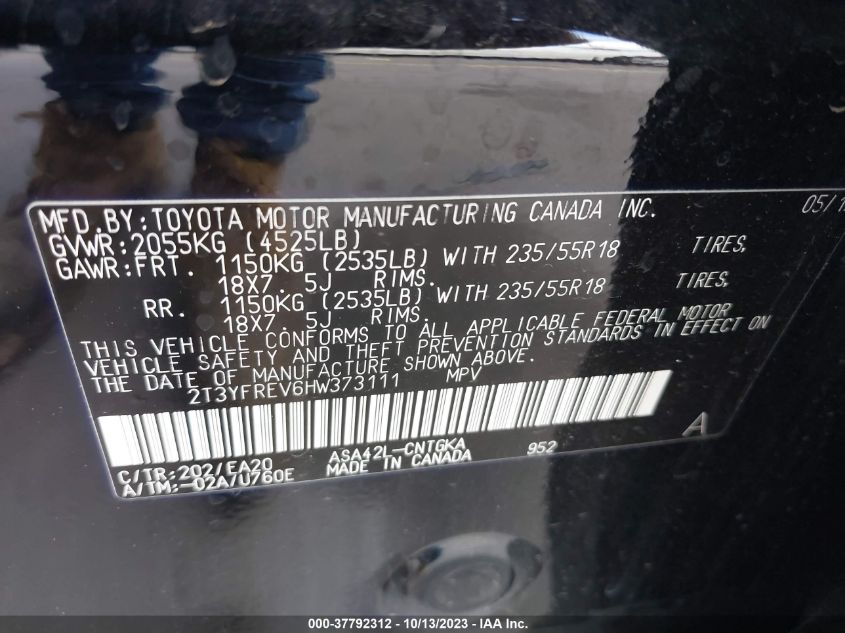 MFD.BY:TOYOTA MOTOR MANUFACTURING CANADA INC. 05/1
GVWR:2055KG (4525LB)
GAWR:FRT. 1150KG (2535LB) WITH 235/55R18 TIRES,
18X7. 5J RIMS.
RR. 1150KG (2535LB) WITH 235/55R18 TIRES,
18X7. 5J RIMS.
THIS VEHICLE CONFORMS TO ALL APPLICABLE FEDERAL MOTOR
VEHICLE SAFETY AND THEFT PREVENTION STANDARDS IN EFFECT ON
THE DATE OF MANUFACTURE SHOWN ABOVE.
2T3YFREV6HW373111 MPV
A
C/TR:202/EA20 ASA42L-CNTGKA 952
A/TM:-02A/U760E MADE IN CANADA
000-37792312 - 10/13/2023 - IAA Inc.